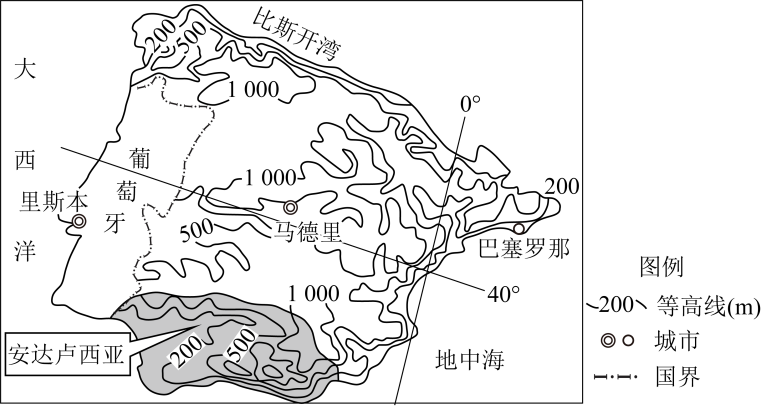 比斯开湾
200
500
大
西
洋
1 000
0°
葡
萄
牙
1 000
200
里斯本
500
马德里
巴塞罗那
图例
1 000
40°
200 等高线(m)
安达卢西亚
200
500
地中海
城市
国界